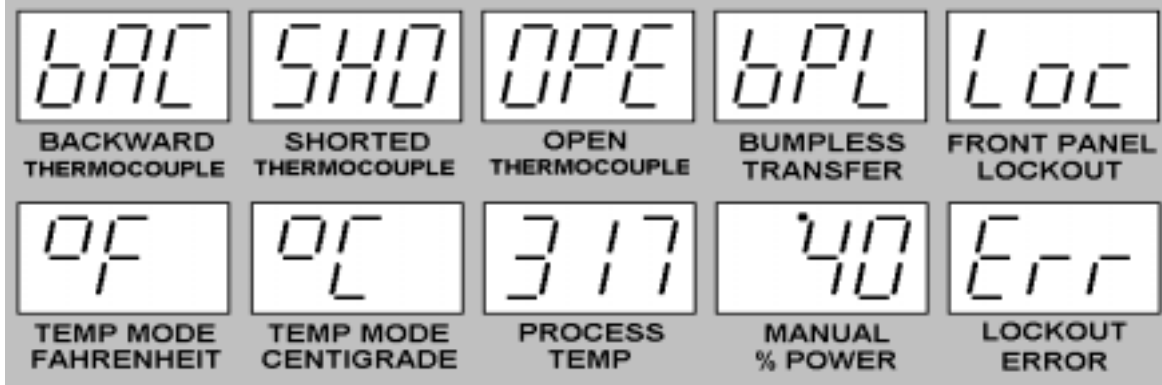 bAC SHO OPE bPL Loc
BACKWARD SHORTED OPEN BUMPLESS FRONT PANEL
THERMOCOUPLE THERMOCOUPLE THERMOCOUPLE TRANSFER LOCKOUT
°F °C 317 '40 Err
TEMP MODE TEMP MODE PROCESS MANUAL LOCKOUT
FAHRENHEIT CENTIGRADE TEMP % POWER ERROR